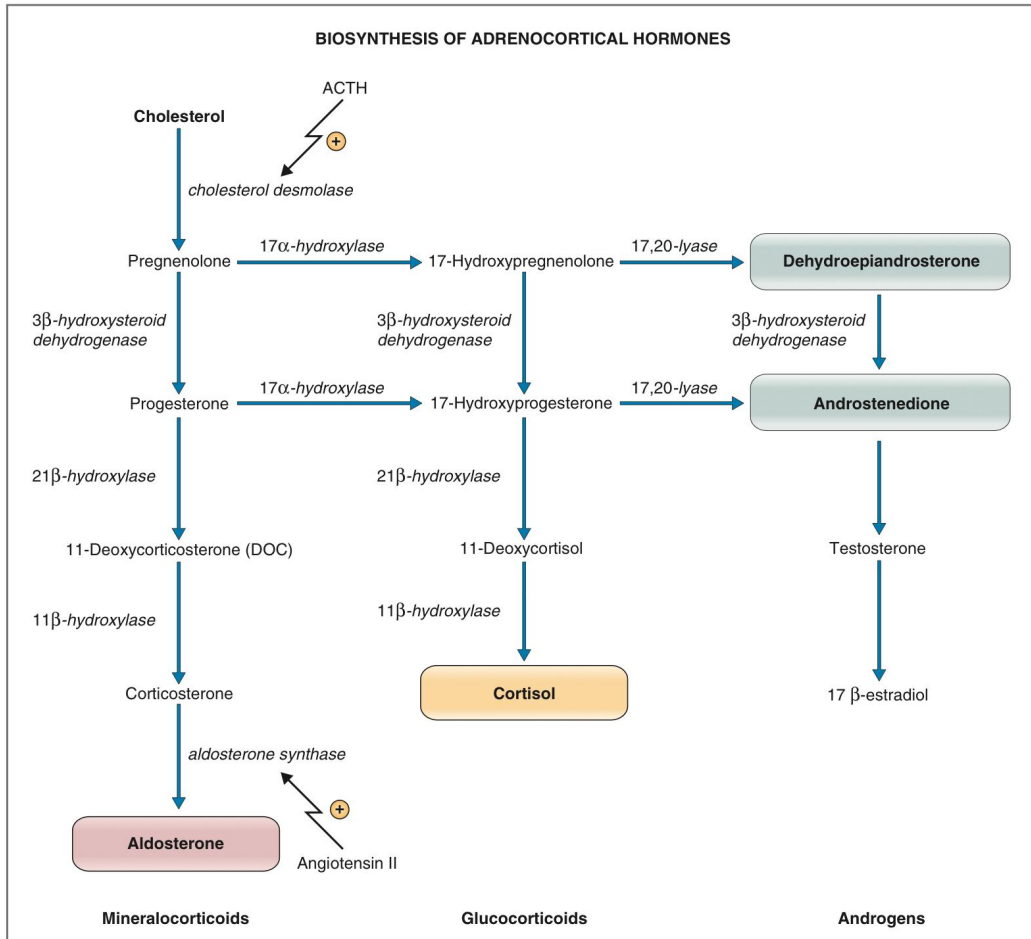 BIOSYNTHESIS OF ADRENOCORTICAL HORMONES
ACTH
Cholesterol
+
cholesterol desmolase
17α-hydroxylase
17,20-lyase
Pregnenolone
17-Hydroxypregnenolone
Dehydroepiandrosterone
3β-hydroxysteroid
dehydrogenase
3β-hydroxysteroid
dehydrogenase
3β-hydroxysteroid
dehydrogenase
17α-hydroxylase
17,20-lyase
Progesterone
17-Hydroxyprogesterone
Androstenedione
21β-hydroxylase
21β-hydroxylase
11-Deoxycorticosterone (DOC)
11-Deoxycortisol
Testosterone
11β-hydroxylase
11β-hydroxylase
Corticosterone
Cortisol
17 β-estradiol
aldosterone synthase
+
Aldosterone
Angiotensin II
Mineralocorticoids
Glucocorticoids
Androgens